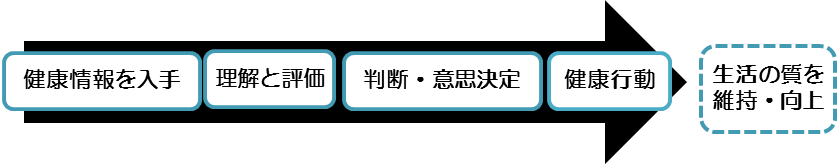 健康情報を入手
理解と評価
判断・意思決定
健康行動
生活の質を
維持・向上